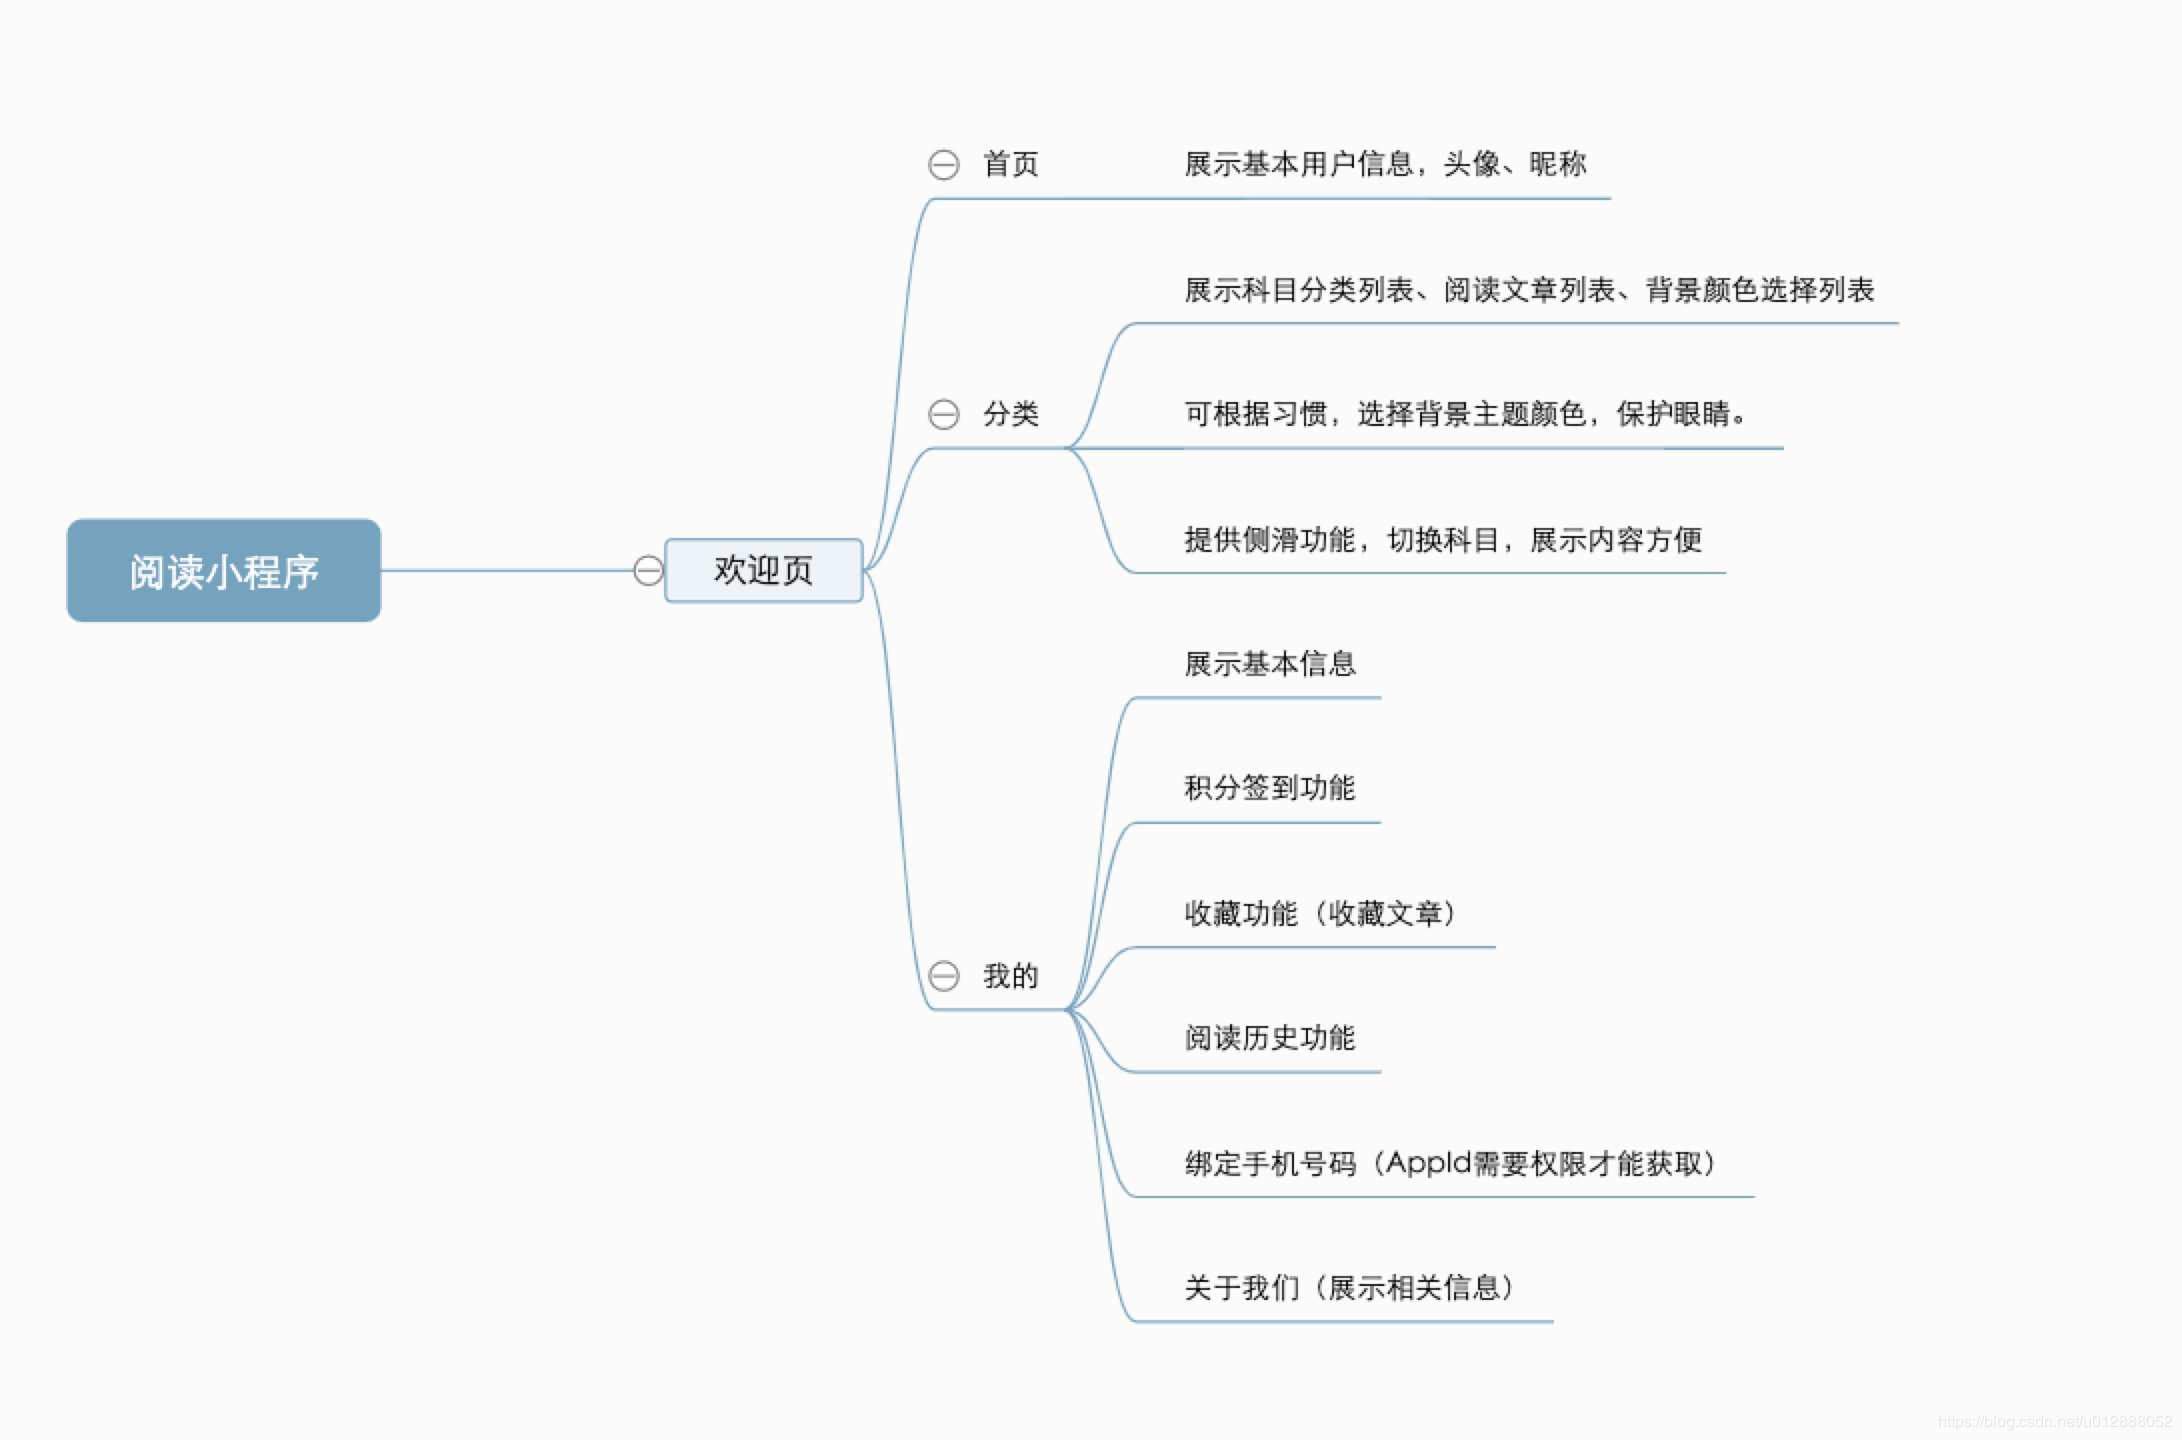 阅读小程序
欢迎页
首页
展示基本用户信息，头像、昵称
分类
展示科目分类列表、阅读文章列表、背景颜色选择列表
可根据习惯，选择背景主题颜色，保护眼睛。
提供侧滑功能，切换科目，展示内容方便
我的
展示基本信息
积分签到功能
收藏功能（收藏文章）
阅读历史功能
绑定手机号码（AppId需要权限才能获取）
关于我们（展示相关信息）
https://blog.csdn.net/u012888052